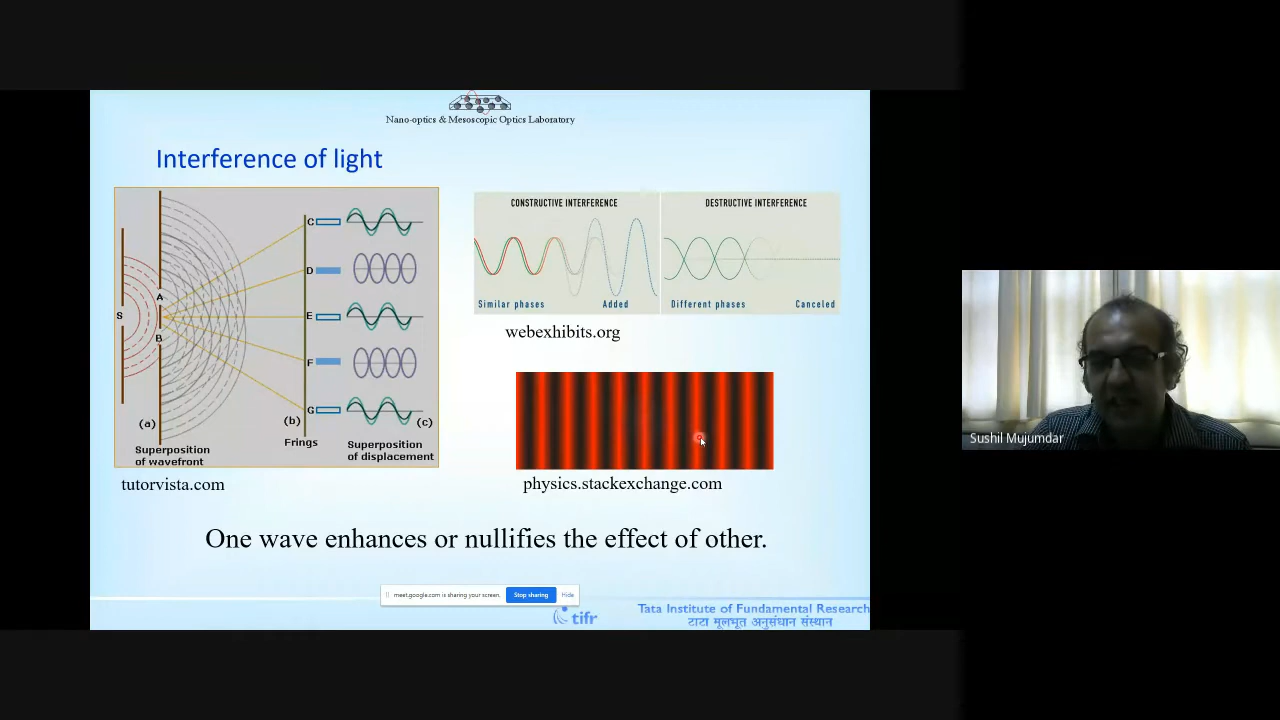 Nano-optics & Mesoscopic Optics Laboratory
Interference of light
S
A
B
C
D
E
F
G
(a)
(b)
(c)
Superposition
of wavefront
Frings
Superposition
of displacement
tutorvista.com
CONSTRUCTIVE INTERFERENCE
DESTRUCTIVE INTERFERENCE
Similar phases
Added
Different phases
Canceled
webexhibits.org
physics.stackexchange.com
One wave enhances or nullifies the effect of other.
meet.google.com is sharing your screen.
Stop sharing
Hide
tifr
Tata Institute of Fundamental Research
टाटा मूलभूत अनुसंधान संस्थान
Sushil Mujumdar